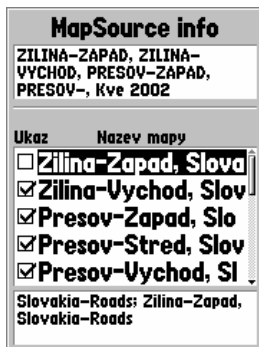 MapSource info
ZILINA-ZAPAD, ZILINA-
VYCHOD, PRESOV-ZAPAD,
PRESOV-, Kve 2002
Ukaz Nazev mapy
Zilina-Zapad, Slova
Zilina-Vychod, Slov
Presov-Zapad, Slo
Presov-Stred, Slov
Presov-Vychod, Sl
Slovakia-Roads; Zilina-Zapad,
Slovakia-Roads